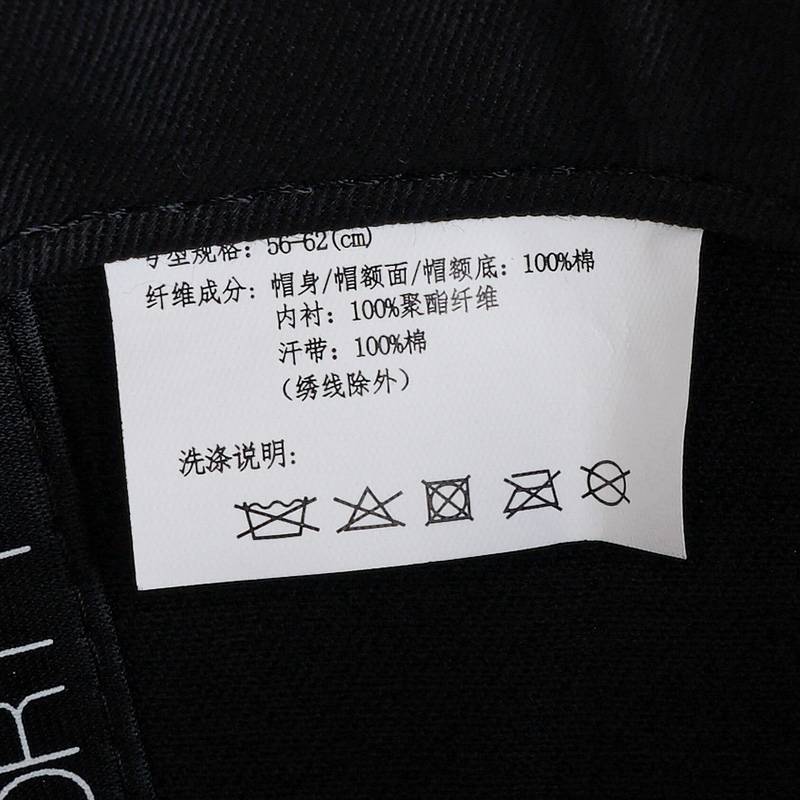 号型规格: 56-62(cm)
纤维成分: 帽身/帽额面/帽额底: 100%棉
内衬: 100%聚酯纤维
汗带: 100%棉
(绣线除外)
洗涤说明:
ORT